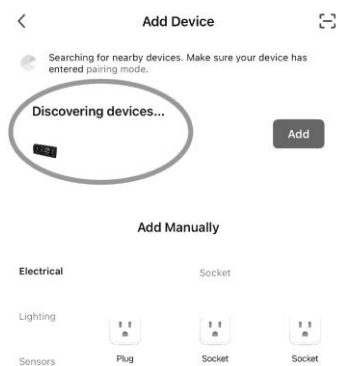 Add Device
Searching for nearby devices. Make sure your device has
entered pairing mode.
Discovering devices...
Add
Add Manually
Electrical
Socket
Lighting
Plug
Socket
Socket
Sensors